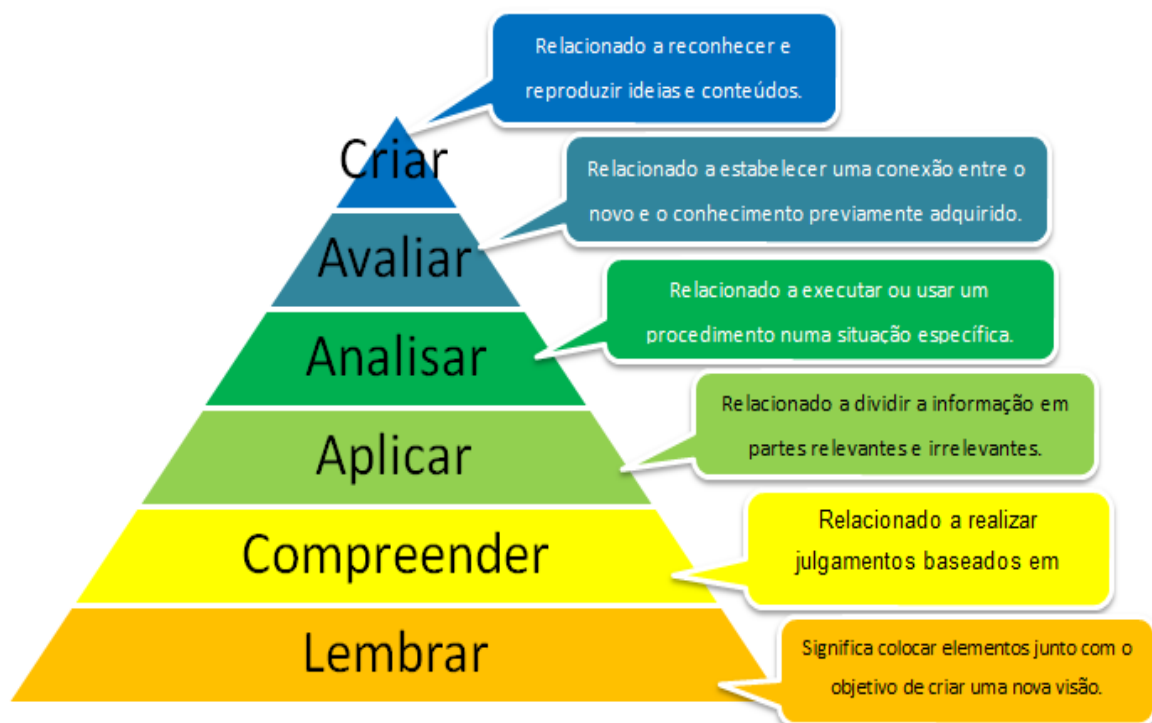 Relacionado a reconhecer e
reproduzir ideias e conteúdos.
Criar
Relacionado a estabelecer uma conexão entre o
novo e o conhecimento previamente adquirido.
Avaliar
Relacionado a executar ou usar um
procedimento numa situação específica.
Analisar
Relacionado a dividir a informação em
partes relevantes e irrelevantes.
Aplicar
Relacionado a realizar
julgamentos baseados em
Compreender
Significa colocar elementos junto com o
objetivo de criar uma nova visão.
Lembrar